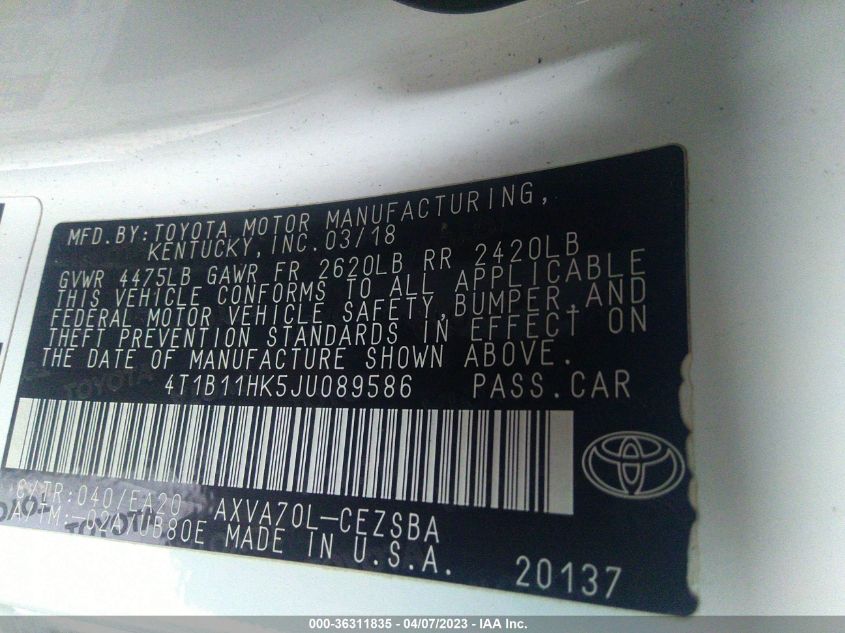 MFD.BY:TOYOTA MOTOR MANUFACTURING,
KENTUCKY,INC.03/18
GVWR 4475LB GAWR FR 2620LB RR 2420LB
THIS VEHICLE CONFORMS TO ALL APPLICABLE
FEDERAL MOTOR VEHICLE SAFETY,BUMPER,AND
THEFT PREVENTION STANDARDS IN EFFECT ON
THE DATE OF MANUFACTURE SHOWN ABOVE.
TOYOTA
4T1B11HK5JU089586 PASS.CAR
C/TR:040/FA20 AXVA70L-CEZSBA
TOYOTA
MADE IN U.S.A.
20137
000-36311835 - 04/07/2023 - IAA Inc.